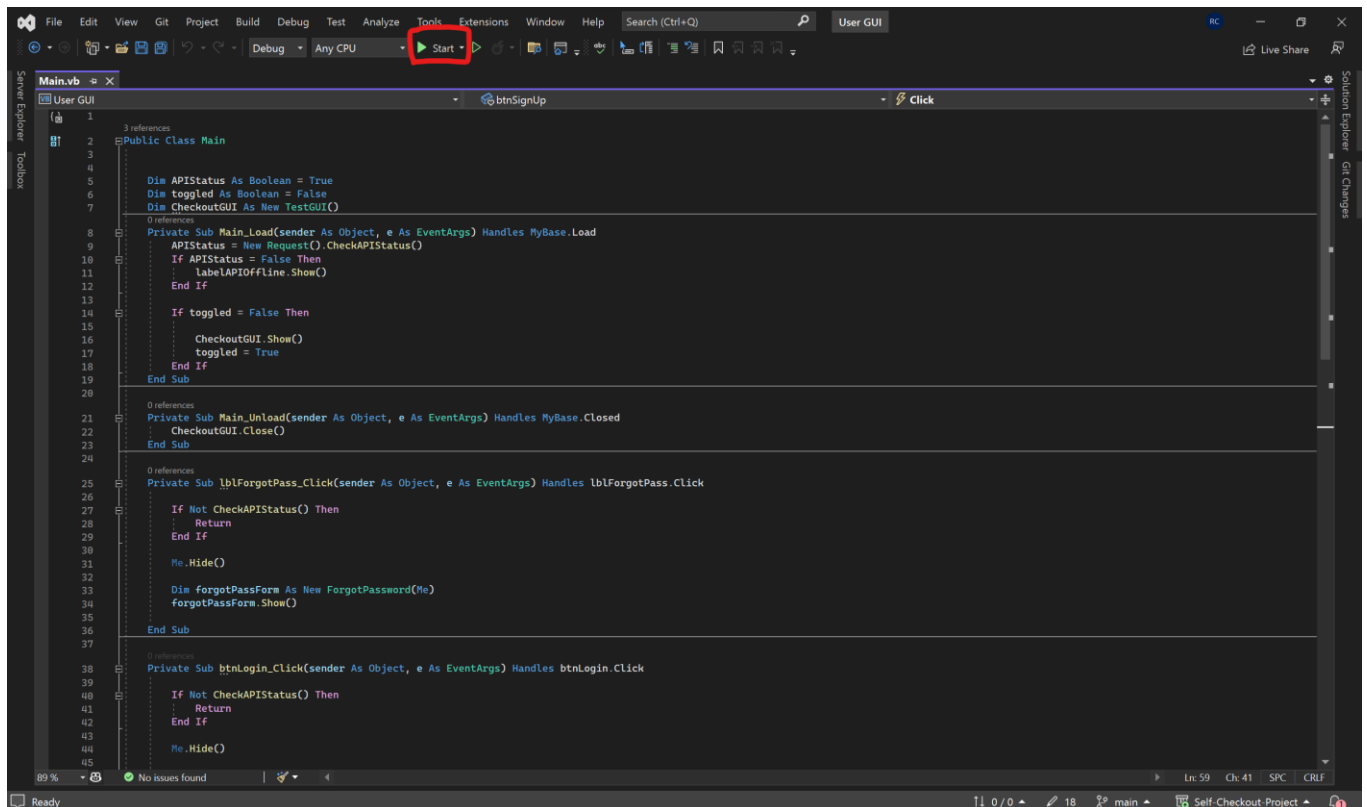 File Edit View Git Project Build Debug Test Analyze Tools Extensions Window Help Search (Ctrl+Q) User GUI RC
Debug Any CPU Start Live Share
Server Explorer
Toolbox
Main.vb
User GUI btnSignUp Click
1
3 references
2 Public Class Main
3
4
5 Dim APIStatus As Boolean = True
6 Dim toggled As Boolean = False
7 Dim CheckoutGUI As New TestGUI()
0 references
8 Private Sub Main_Load(sender As Object, e As EventArgs) Handles MyBase.Load
9 APIStatus = New Request().CheckAPIStatus()
10 If APIStatus = False Then
11 labelAPIOffline.Show()
12 End If
13
14 If toggled = False Then
15
16 CheckoutGUI.Show()
17 toggled = True
18 End If
19 End Sub
20
0 references
21 Private Sub Main_Unload(sender As Object, e As EventArgs) Handles MyBase.Closed
22 CheckoutGUI.Close()
23 End Sub
24
0 references
25 Private Sub lblForgotPass_Click(sender As Object, e As EventArgs) Handles lblForgotPass.Click
26
27 If Not CheckAPIStatus() Then
28 Return
29 End If
30
31 Me.Hide()
32
33 Dim forgotPassForm As New ForgotPassword(Me)
34 forgotPassForm.Show()
35
36 End Sub
37
0 references
38 Private Sub btnLogin_Click(sender As Object, e As EventArgs) Handles btnLogin.Click
39
40 If Not CheckAPIStatus() Then
41 Return
42 End If
43
44 Me.Hide()
45
Solution Explorer
Git Changes
89 % No issues found Ln: 59 Ch: 41 SPC CRLF
Ready 0 / 0 18 main Self-Checkout-Project 1